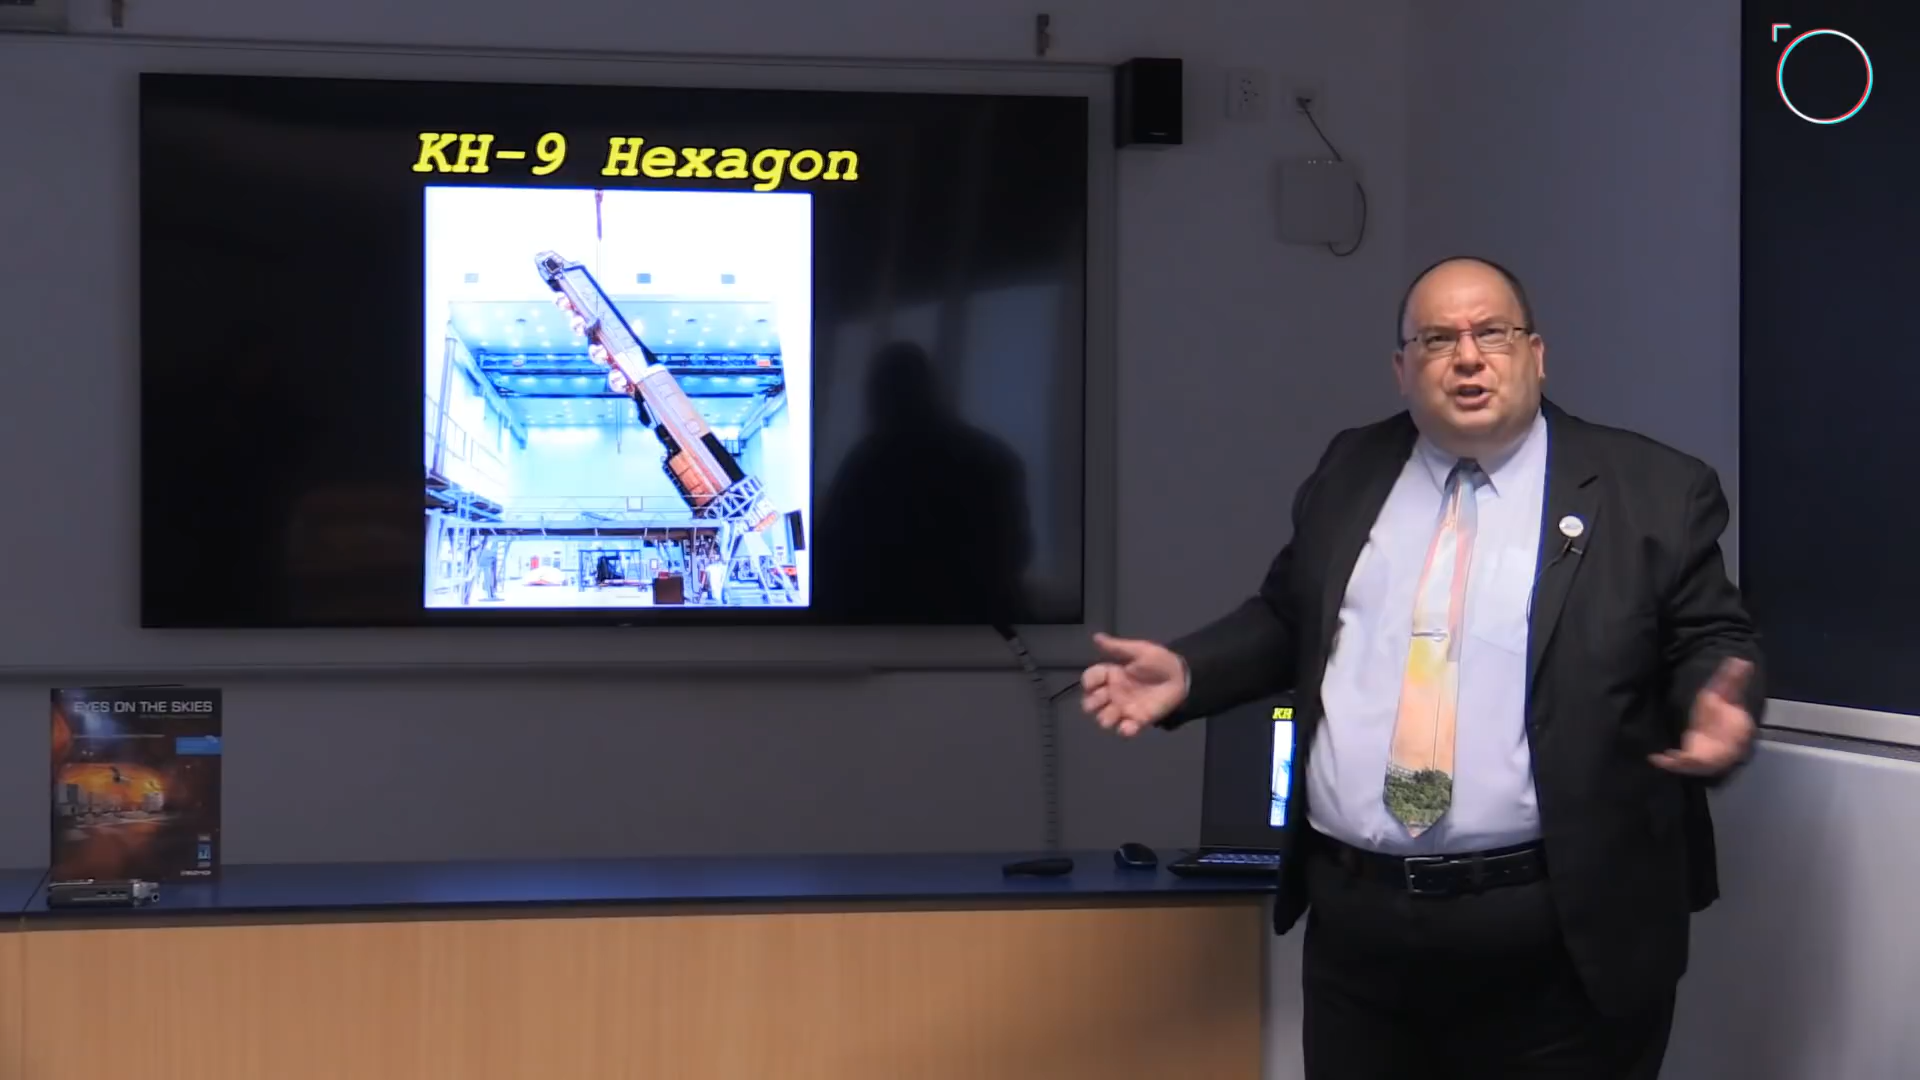 KH-9 Hexagon
EYES ON THE SKIES
KH